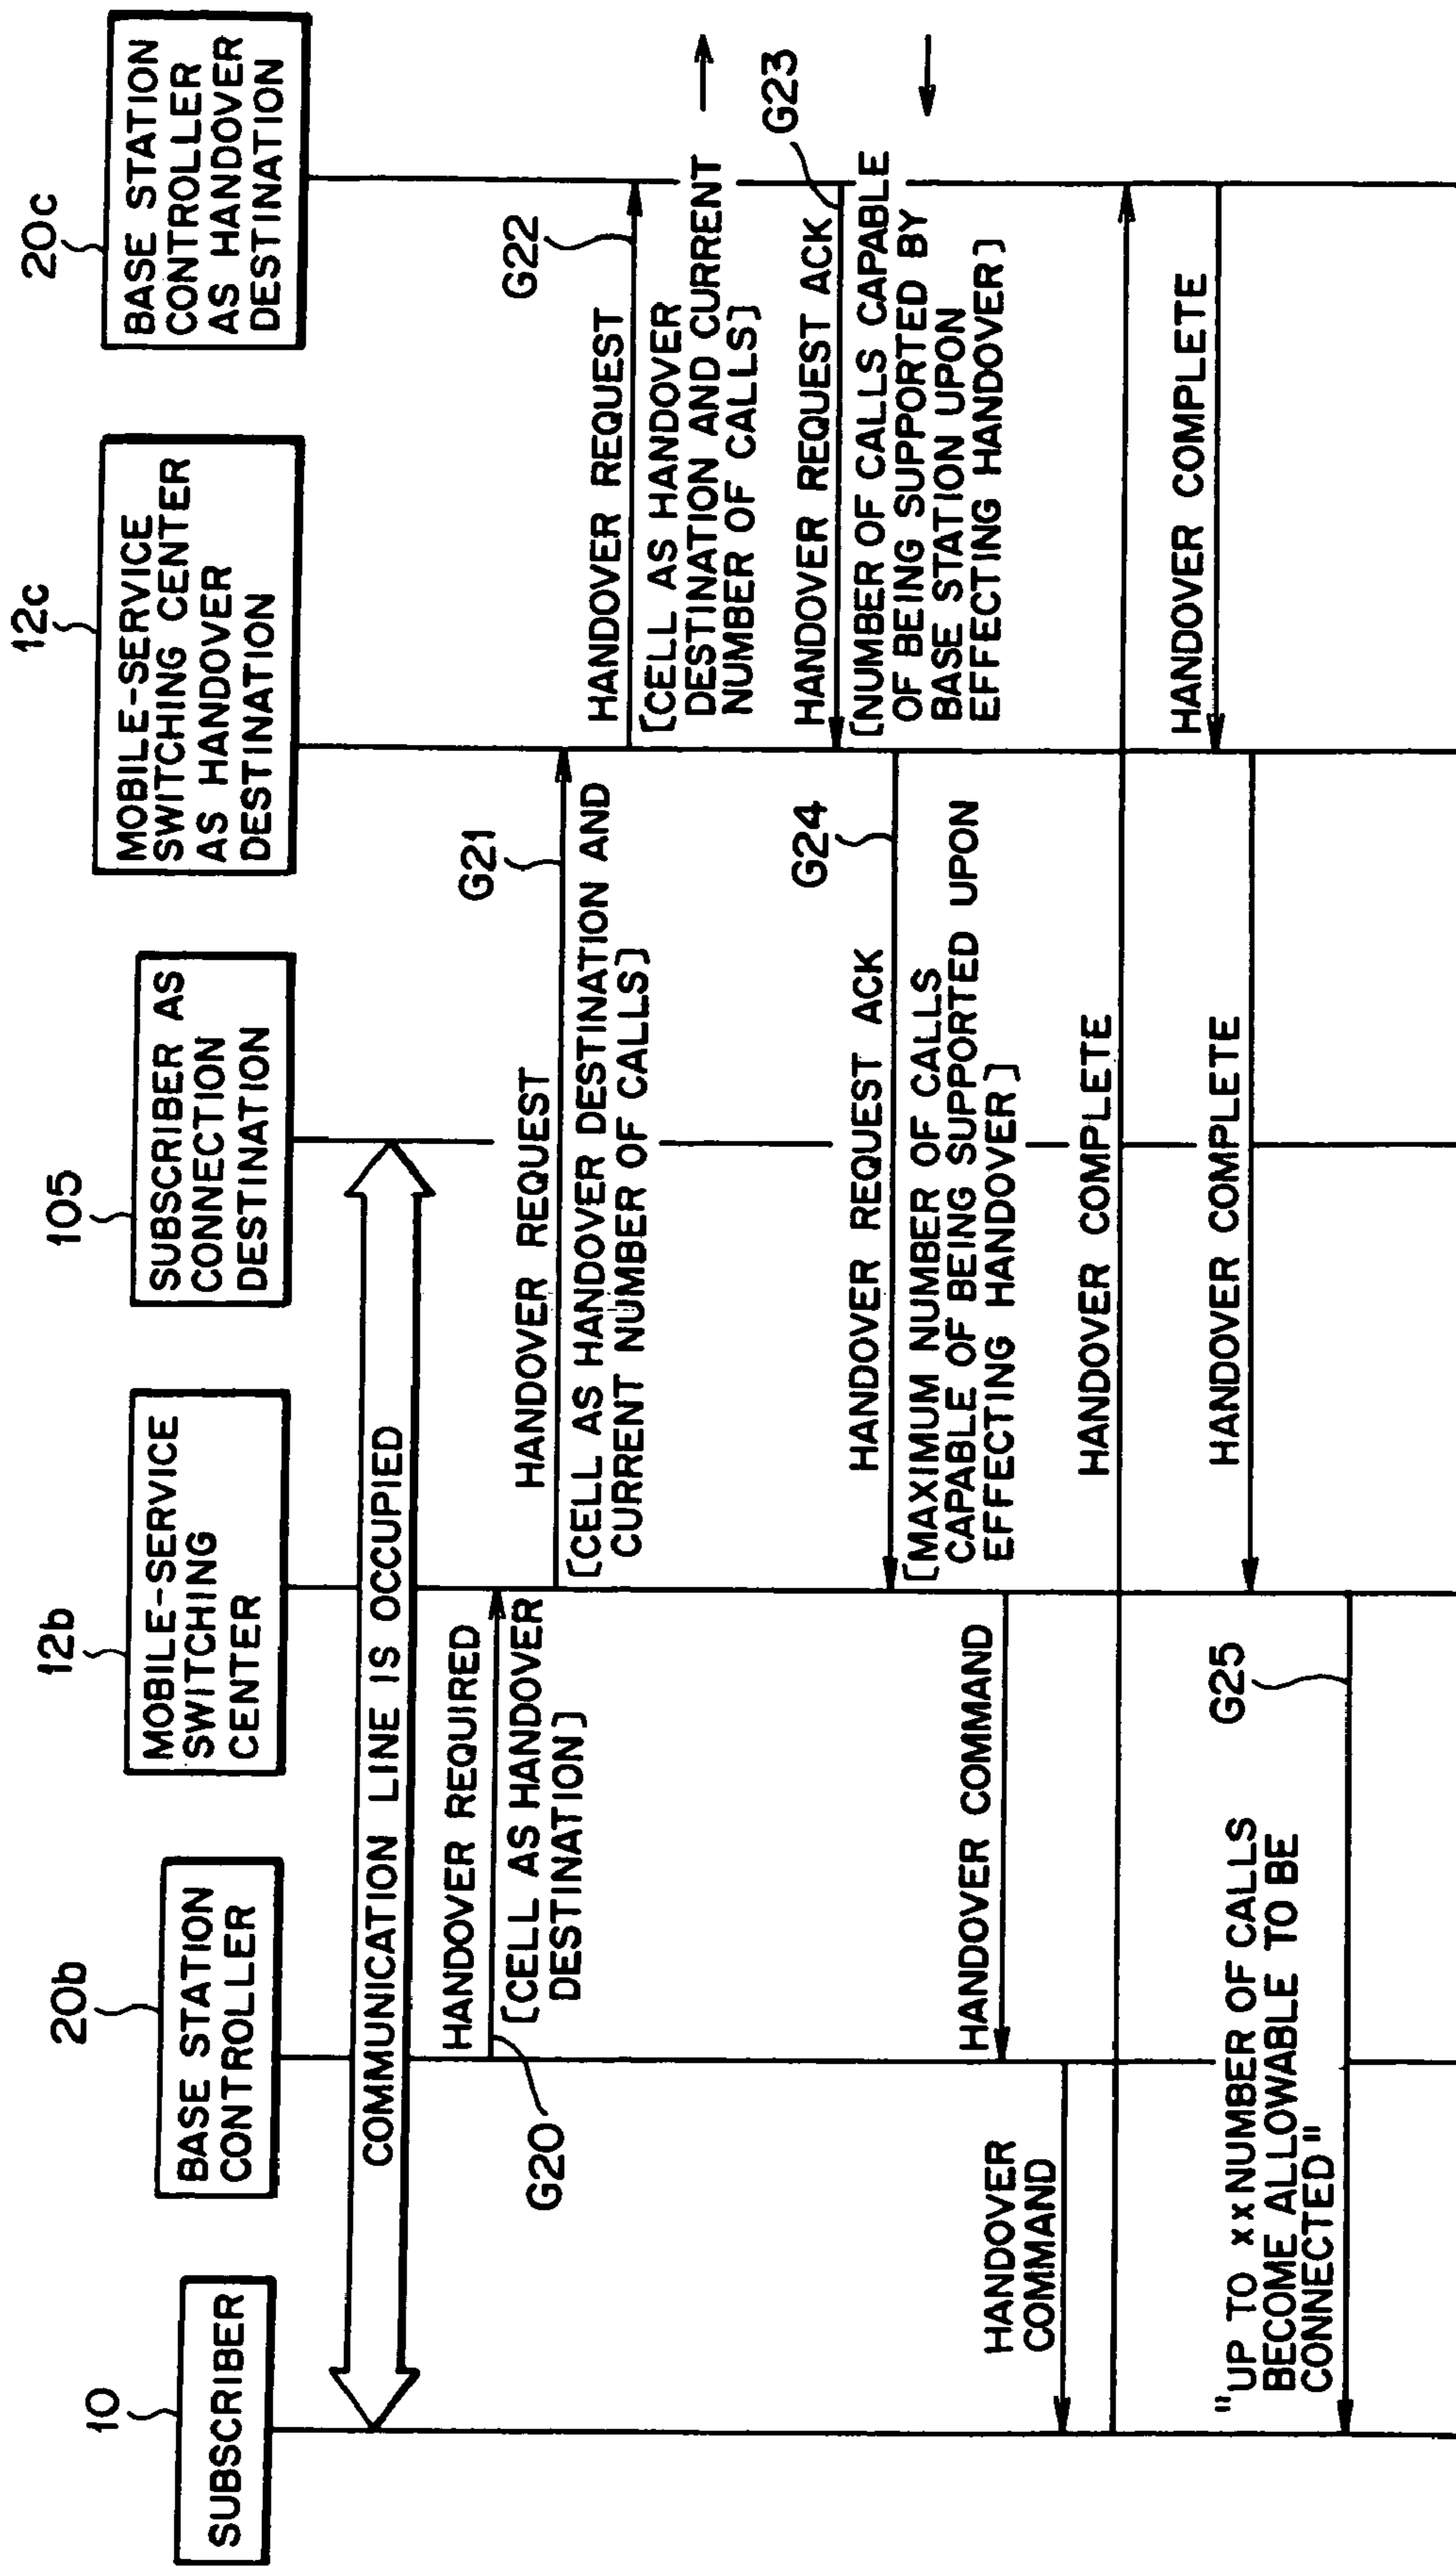 10
SUBSCRIBER
20b
BASE STATION
CONTROLLER
12b
MOBILE-SERVICE
SWITCHING
CENTER
105
SUBSCRIBER AS
CONNECTION
DESTINATION
12c
MOBILE-SERVICE
SWITCHING CENTER
AS HANDOVER
DESTINATION
20c
BASE STATION
CONTROLLER
AS HANDOVER
DESTINATION
COMMUNICATION LINE IS OCCUPIED
HANDOVER REQUIRED
[CELL AS HANDOVER
DESTINATION]
G20
HANDOVER REQUEST
G21
[CELL AS HANDOVER DESTINATION AND
CURRENT NUMBER OF CALLS]
HANDOVER REQUEST
G22
[CELL AS HANDOVER
DESTINATION AND CURRENT
NUMBER OF CALLS]
HANDOVER REQUEST ACK
G23
[NUMBER OF CALLS CAPABLE
OF BEING SUPPORTED BY
BASE STATION UPON
EFFECTING HANDOVER]
HANDOVER REQUEST ACK
G24
[MAXIMUM NUMBER OF CALLS
CAPABLE OF BEING SUPPORTED UPON
EFFECTING HANDOVER]
HANDOVER COMMAND
HANDOVER
COMMAND
HANDOVER COMPLETE
HANDOVER COMPLETE
HANDOVER COMPLETE
G25
"UP TO xx NUMBER OF CALLS
BECOME ALLOWABLE TO BE
CONNECTED"